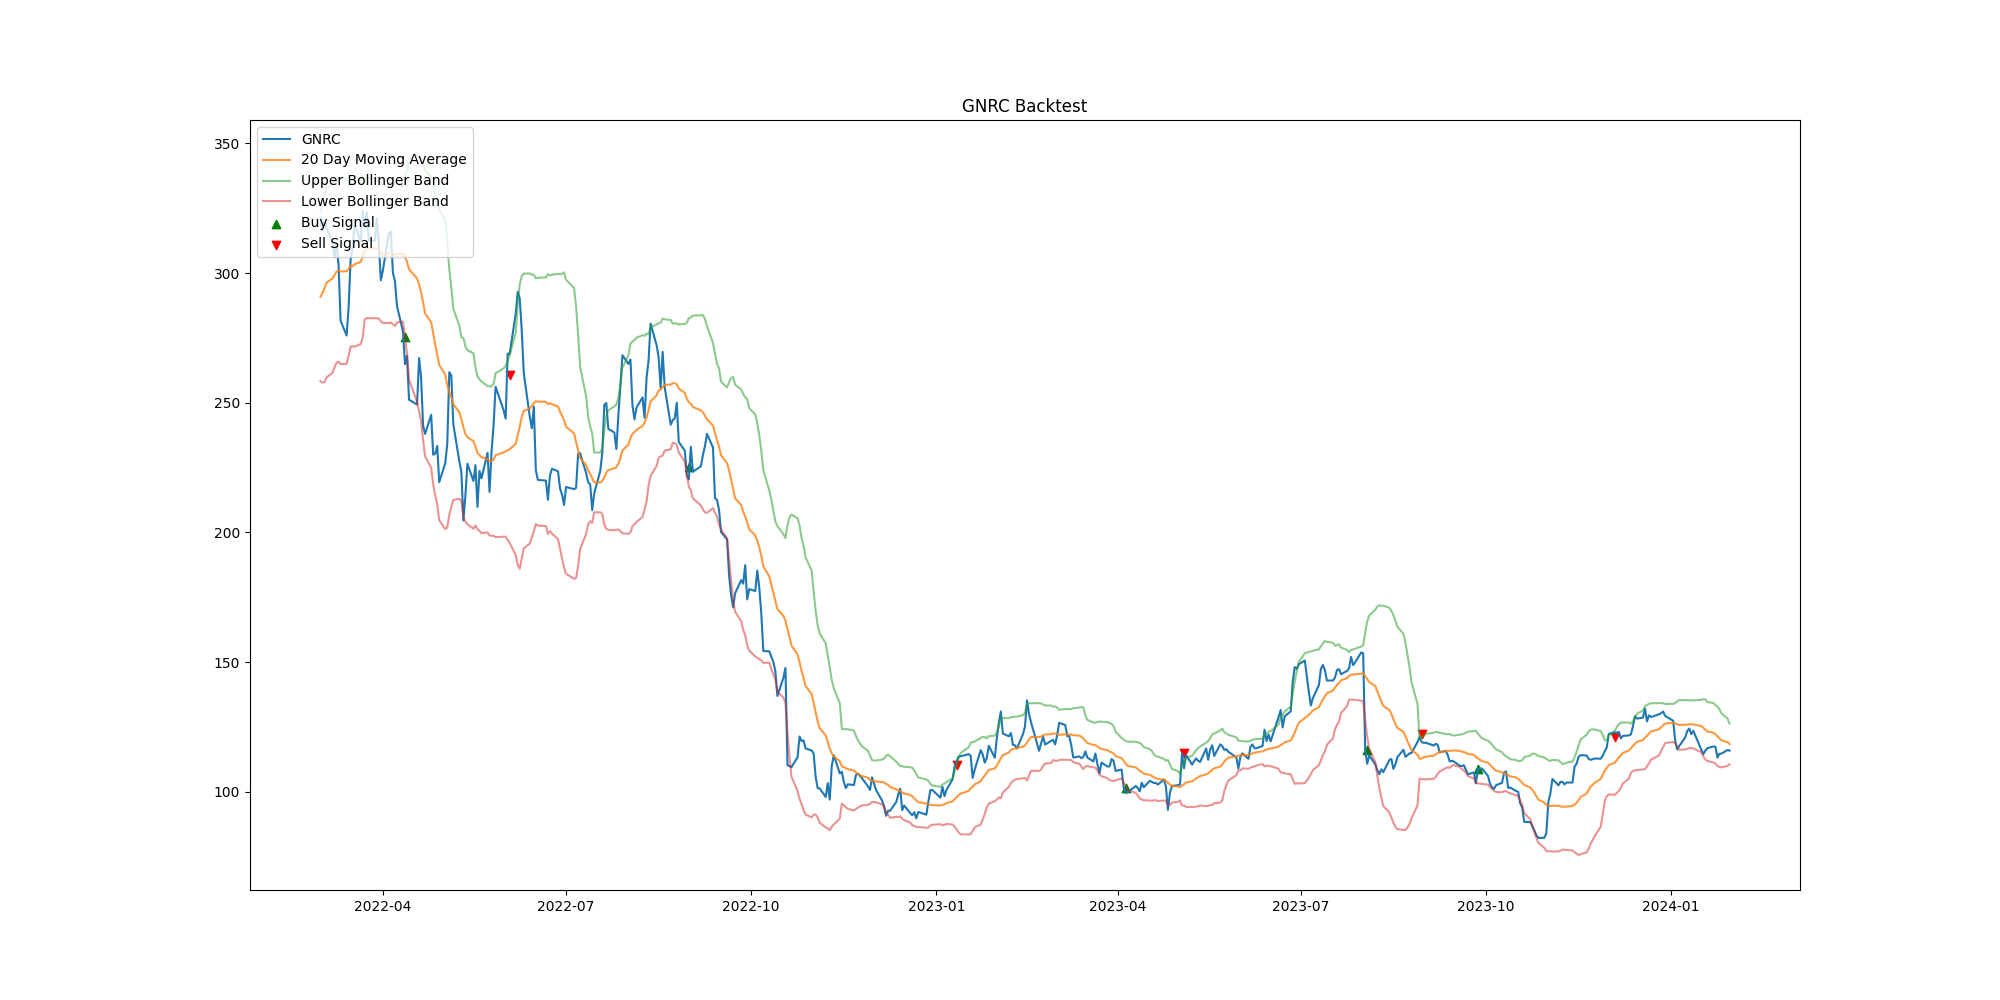 GNRC Backtest
GNRC
20 Day Moving Average
Upper Bollinger Band
Lower Bollinger Band
Buy Signal
Sell Signal
350
300
250
200
150
100
2022-04
2022-07
2022-10
2023-01
2023-04
2023-07
2023-10
2024-01